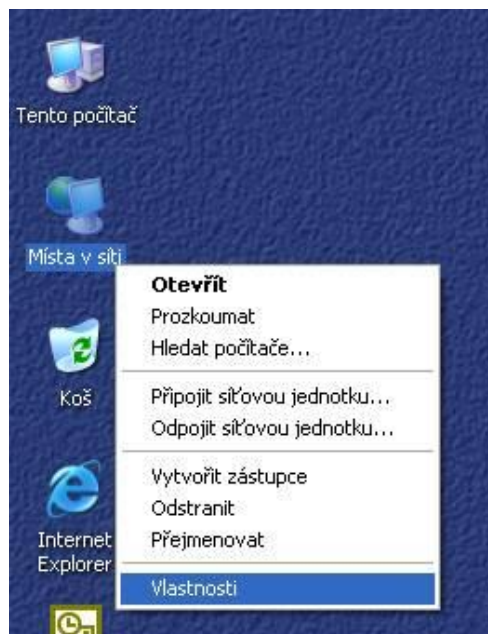 Tento počítač
Místa v síti
Otevřít
Prozkoumat
Hledat počítače...
Připojit síťovou jednotku...
Odpojit síťovou jednotku...
Vytvořit zástupce
Odstranit
Přejmenovat
Vlastnosti
Koš
Internet
Explorer